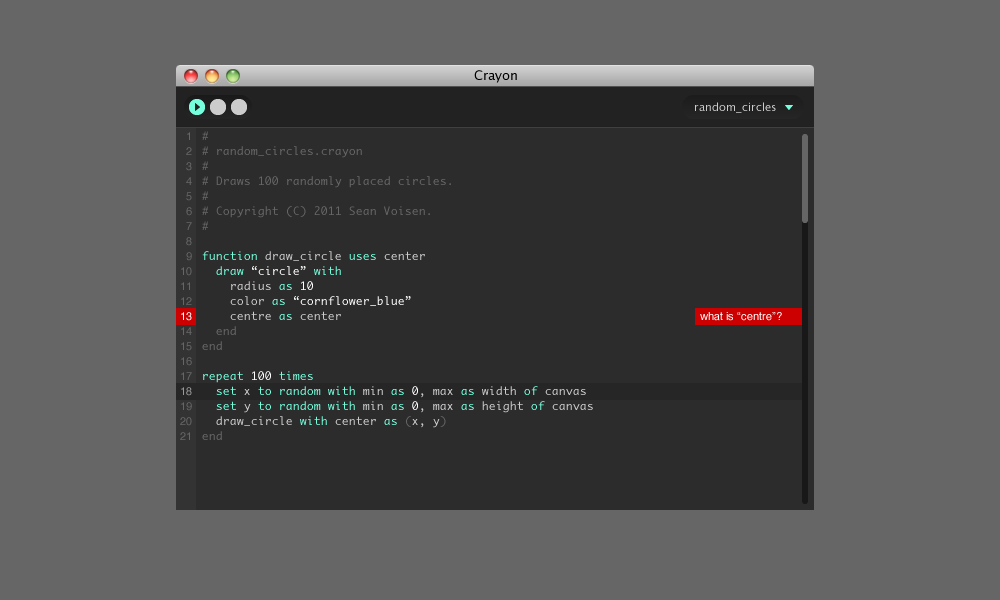 Crayon
random_circles
1 #
2 # random_circles.crayon
3 #
4 # Draws 100 randomly placed circles.
5 #
6 # Copyright (C) 2011 Sean Voisen.
7 #
8
9 function draw_circle uses center
10   draw “circle” with
11     radius as 10
12     color as “cornflower_blue”
13     centre as center what is “centre”?
14   end
15 end
16
17 repeat 100 times
18   set x to random with min as 0, max as width of canvas
19   set y to random with min as 0, max as height of canvas
20   draw_circle with center as (x, y)
21 end